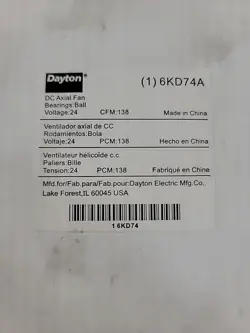 Dayton
(1) 6KD74A
DC Axial Fan
Bearings:Ball
Voltage:24 CFM:138 Made in China
Ventilador axial de CC
Rodamientos:Bola
Voltaje:24 PCM:138 Hecho en China
Ventilateur hélicoïde c.c
Paliers:Bille
Tension:24 PCM:138 Fabriqué en Chine
Mfd.for/Fab.para/Fab.pour:Dayton Electric Mfg.Co.,
Lake Forest,IL 60045 USA
1 6KD74